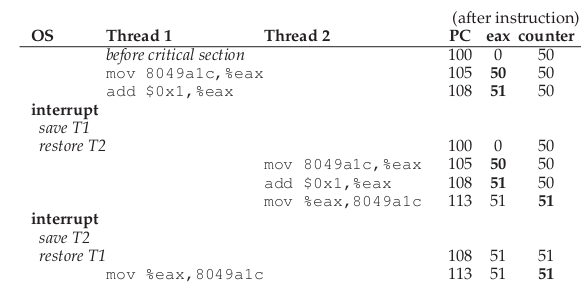 (after instruction)
OS Thread 1 Thread 2 PC eax counter
before critical section 100 0 50
mov 8049a1c,%eax 105 50 50
add $0x1,%eax 108 51 50
interrupt
save T1
restore T2 100 0 50
mov 8049a1c,%eax 105 50 50
add $0x1,%eax 108 51 50
mov %eax,8049a1c 113 51 51
interrupt
save T2
restore T1 108 51 51
mov %eax,8049a1c 113 51 51